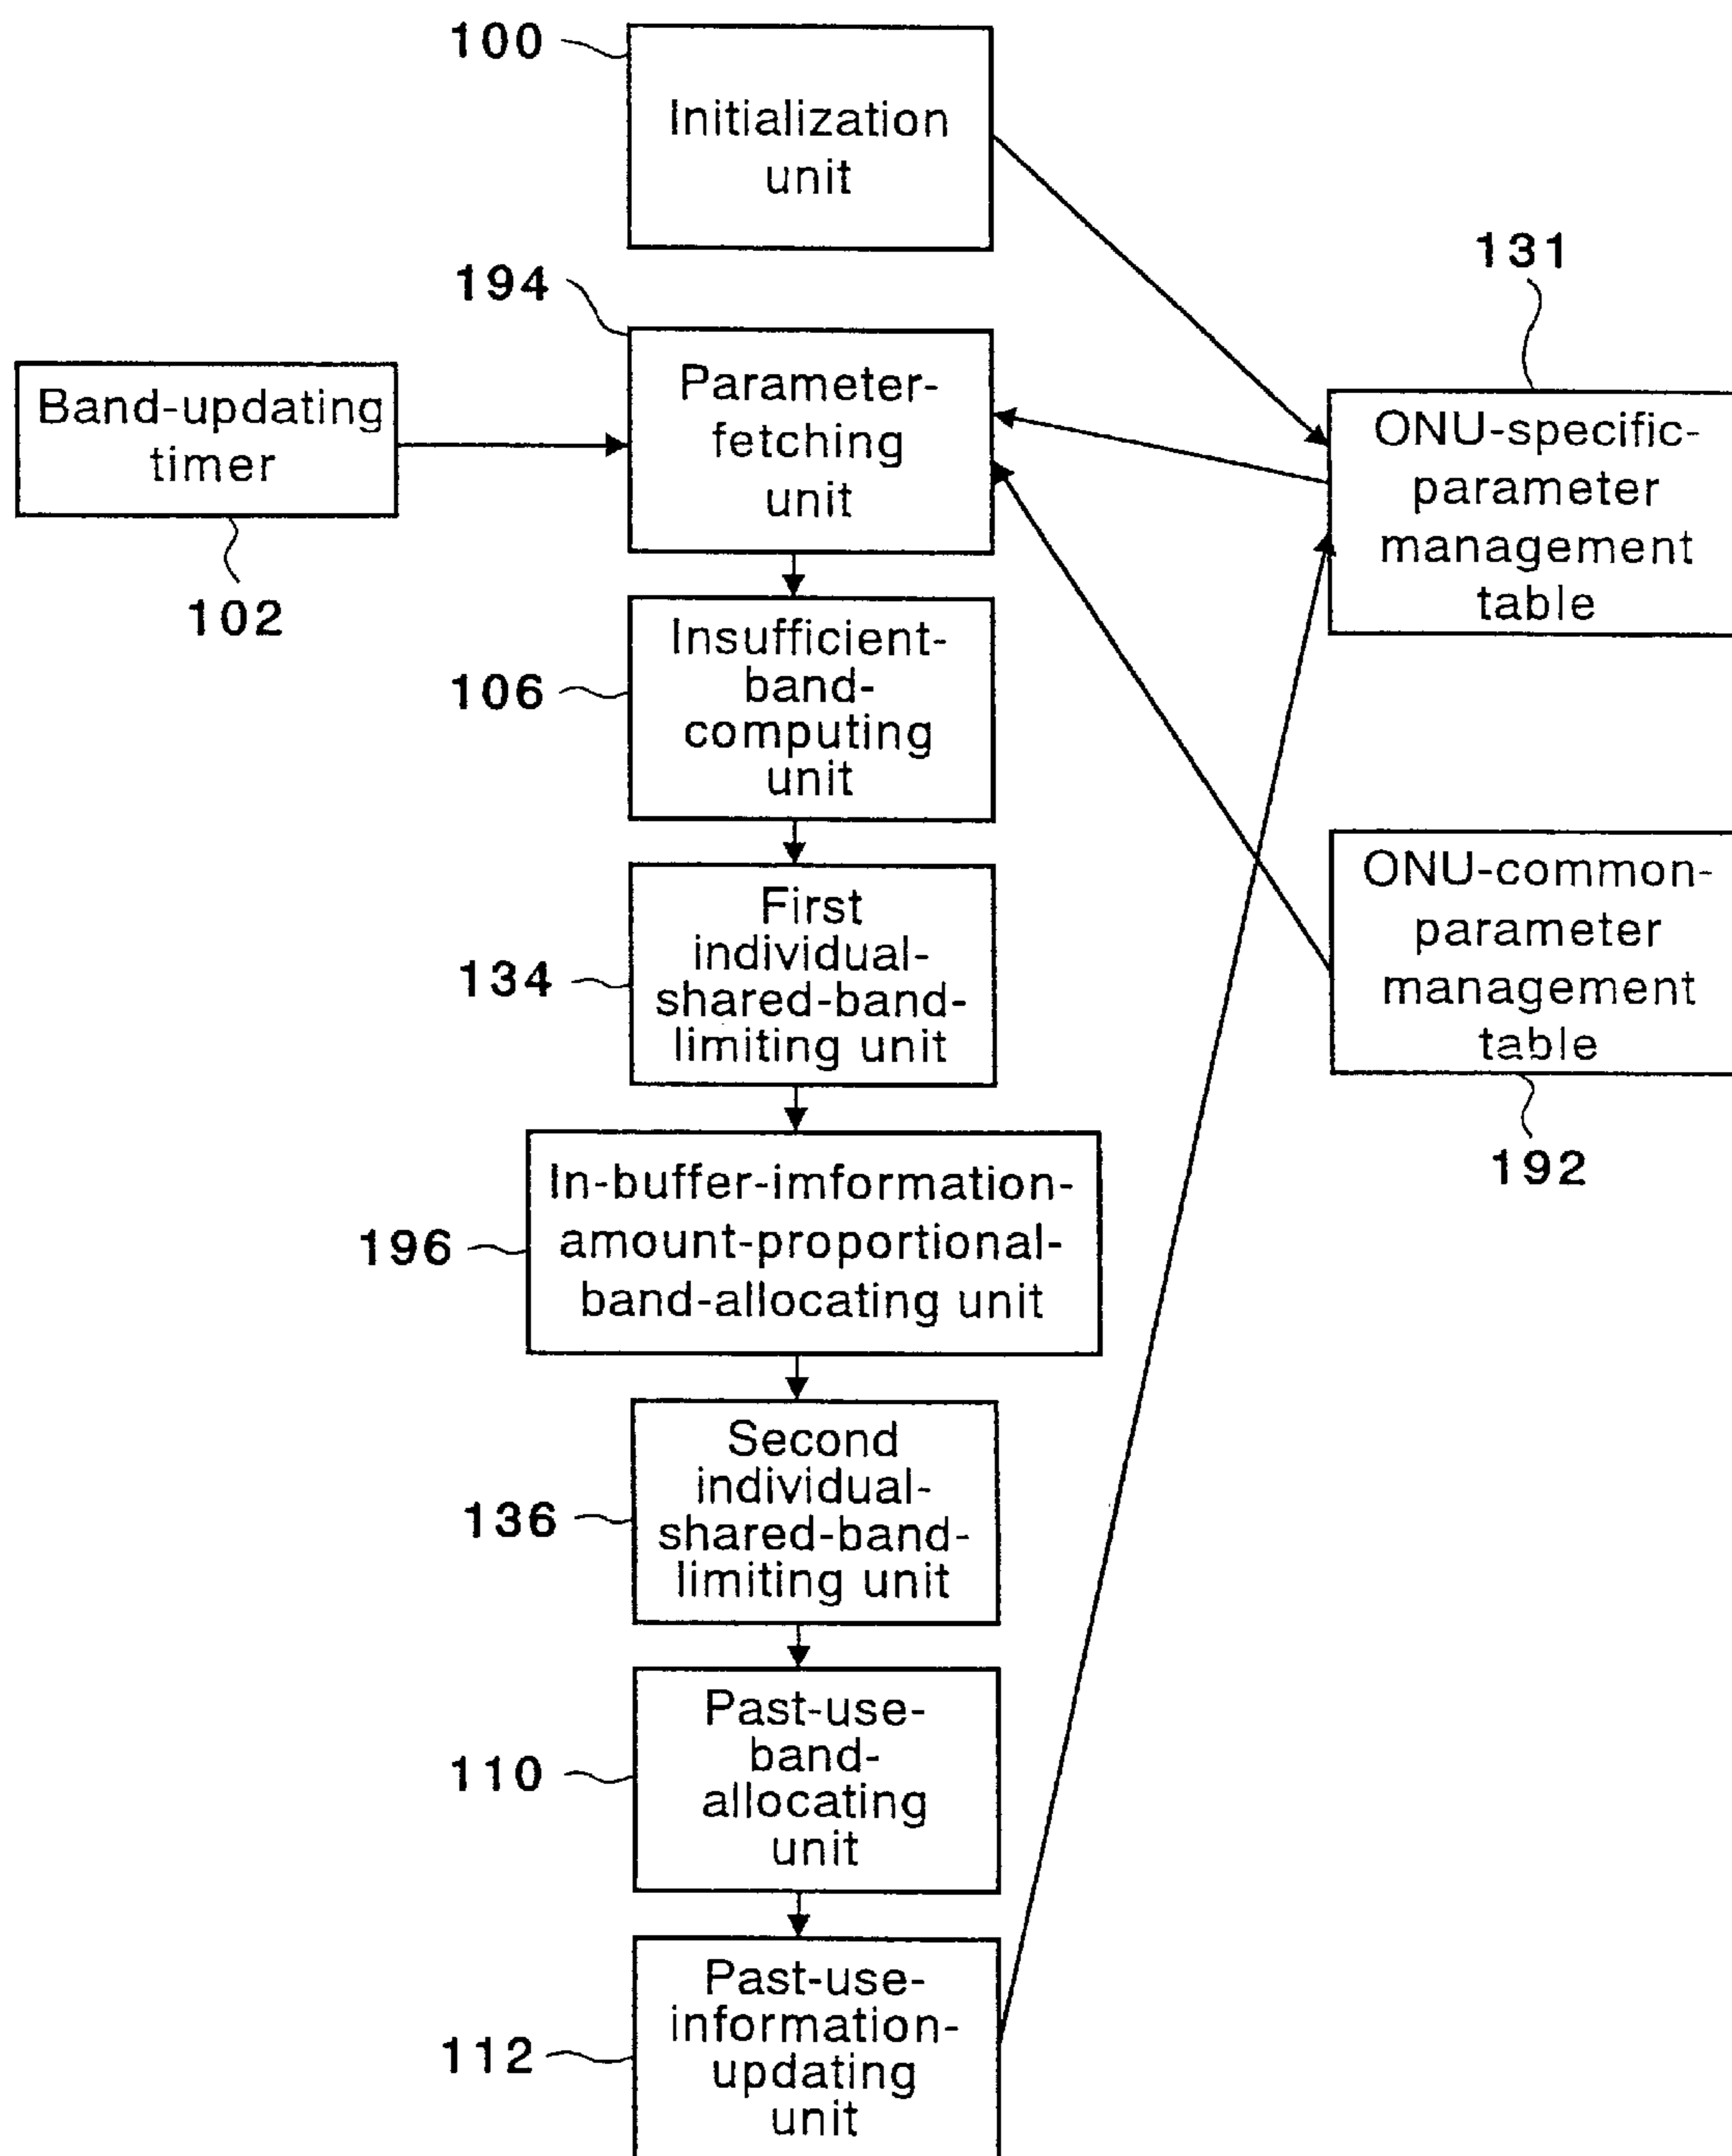 100
Initialization
unit
131
194
Parameter-
fetching
unit
Band-updating
timer
102
ONU-specific-
parameter
management
table
106
Insufficient-
band-
computing
unit
134
First
individual-
shared-band-
limiting unit
ONU-common-
parameter
management
table
192
196
In-buffer-imformation-
amount-proportional-
band-allocating unit
136
Second
individual-
shared-band-
limiting unit
110
Past-use-
band-
allocating
unit
112
Past-use-
information-
updating
unit